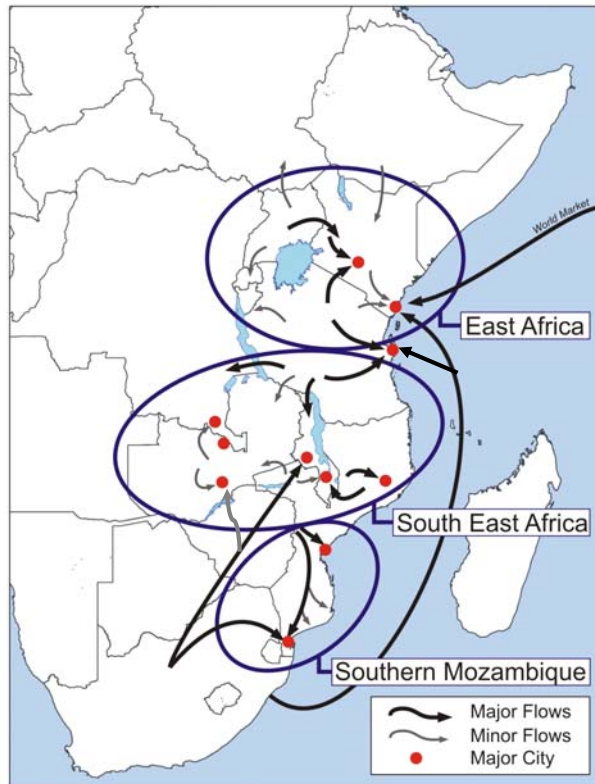 World Market
East Africa
South East Africa
Southern Mozambique
Major Flows
Minor Flows
Major City